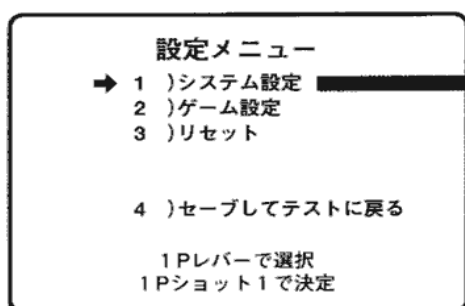 設定メニュー
➡ 1 )システム設定
2 )ゲーム設定
3 )リセット
4 )セーブしてテストに戻る
1Pレバーで選択
1Pショット1で決定